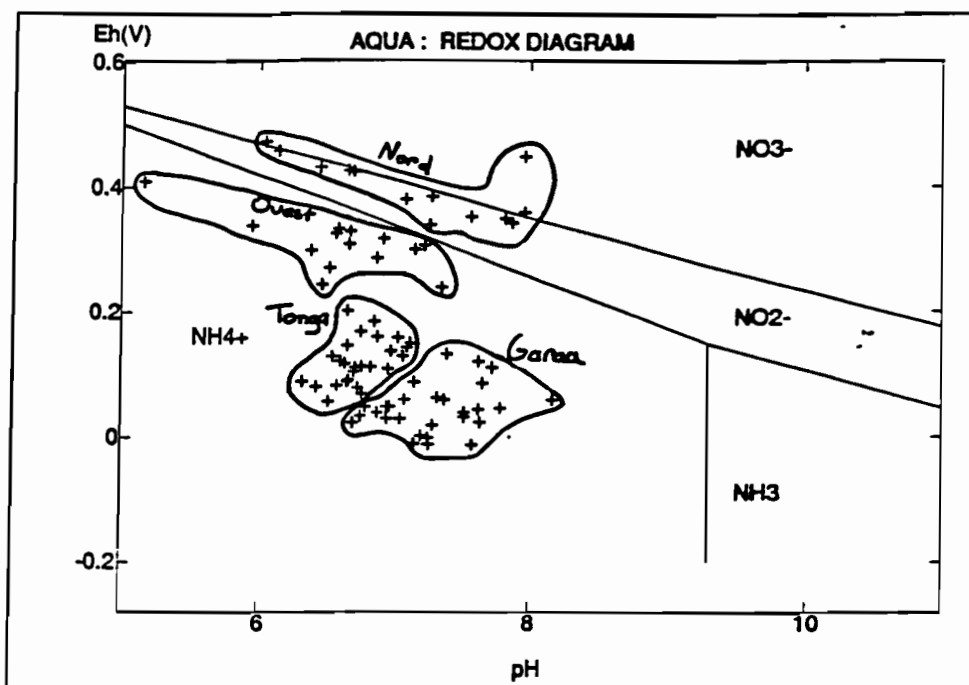 Eh(V)
AQUA : REDOX DIAGRAM
0.6
Nord
NO3-
0.4
Ouest
0.2
Tonga
NH4+
NO2-
Garaa
0
NH3
-0.2
6
8
10
pH